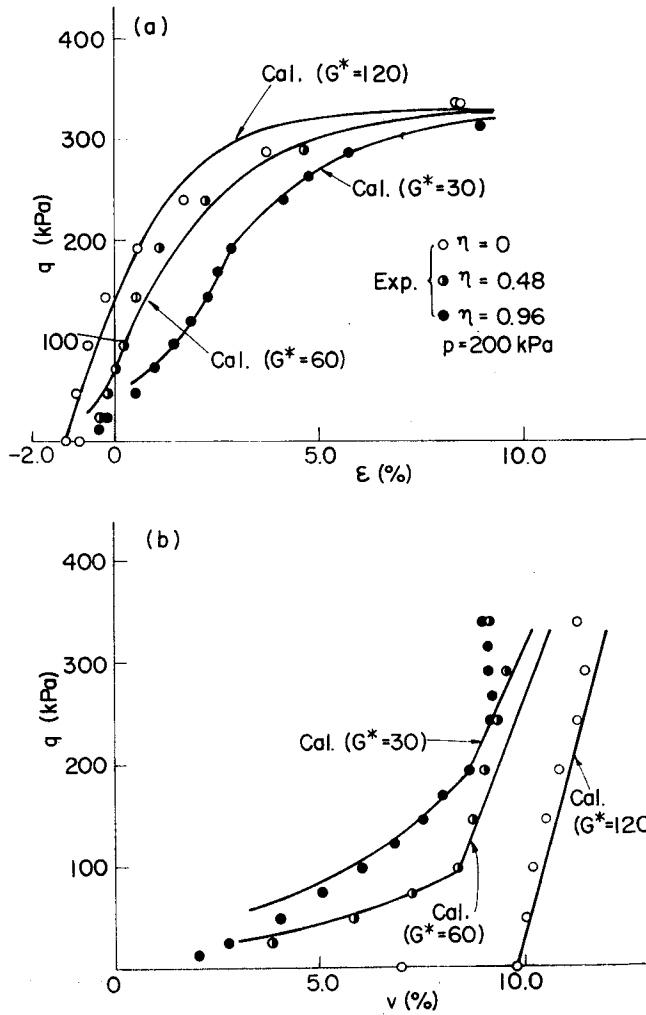 (a)
400
300
200
100
0
q (kPa)
Cal. (G*=120)
Cal. (G*=30)
Cal. (G*=60)
Exp.
η = 0
η = 0.48
η = 0.96
p = 200 kPa
-2.0 0 5.0 10.0
ε (%)
(b)
400
300
200
100
0
q (kPa)
Cal. (G*=30)
Cal.
(G*=120
Cal.
(G*=60)
0 5.0 10.0
v (%)